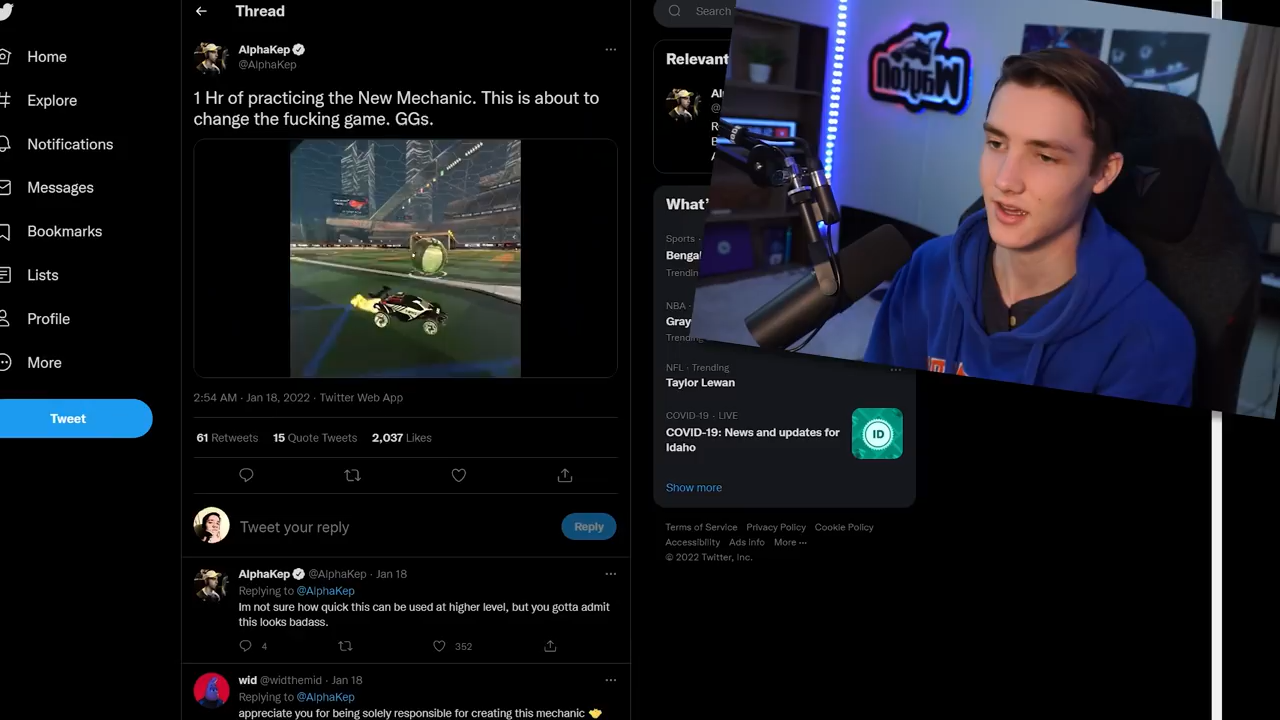 Thread
Home
Explore
Notifications
Messages
Bookmarks
Lists
Profile
More
Tweet
AlphaKep
@AlphaKep
1 Hr of practicing the New Mechanic. This is about to
change the fucking game. GGs.
2:54 AM · Jan 18, 2022 · Twitter Web App
61 Retweets 15 Quote Tweets 2,037 Likes
Tweet your reply
Reply
AlphaKep @AlphaKep · Jan 18
Replying to @AlphaKep
Im not sure how quick this can be used at higher level, but you gotta admit
this looks badass.
4 352
wid @widthemid · Jan 18
Replying to @AlphaKep
appreciate you for being solely responsible for creating this mechanic
Search
Relevant
What'
Sports ·
Benga
Trending
NBA ·
Gray
Trending
NFL · Trending
Taylor Lewan
COVID-19 · LIVE
COVID-19: News and updates for
Idaho
ID
Show more
Terms of Service Privacy Policy Cookie Policy
Accessibility Ads info More ···
© 2022 Twitter, Inc.
Mayton